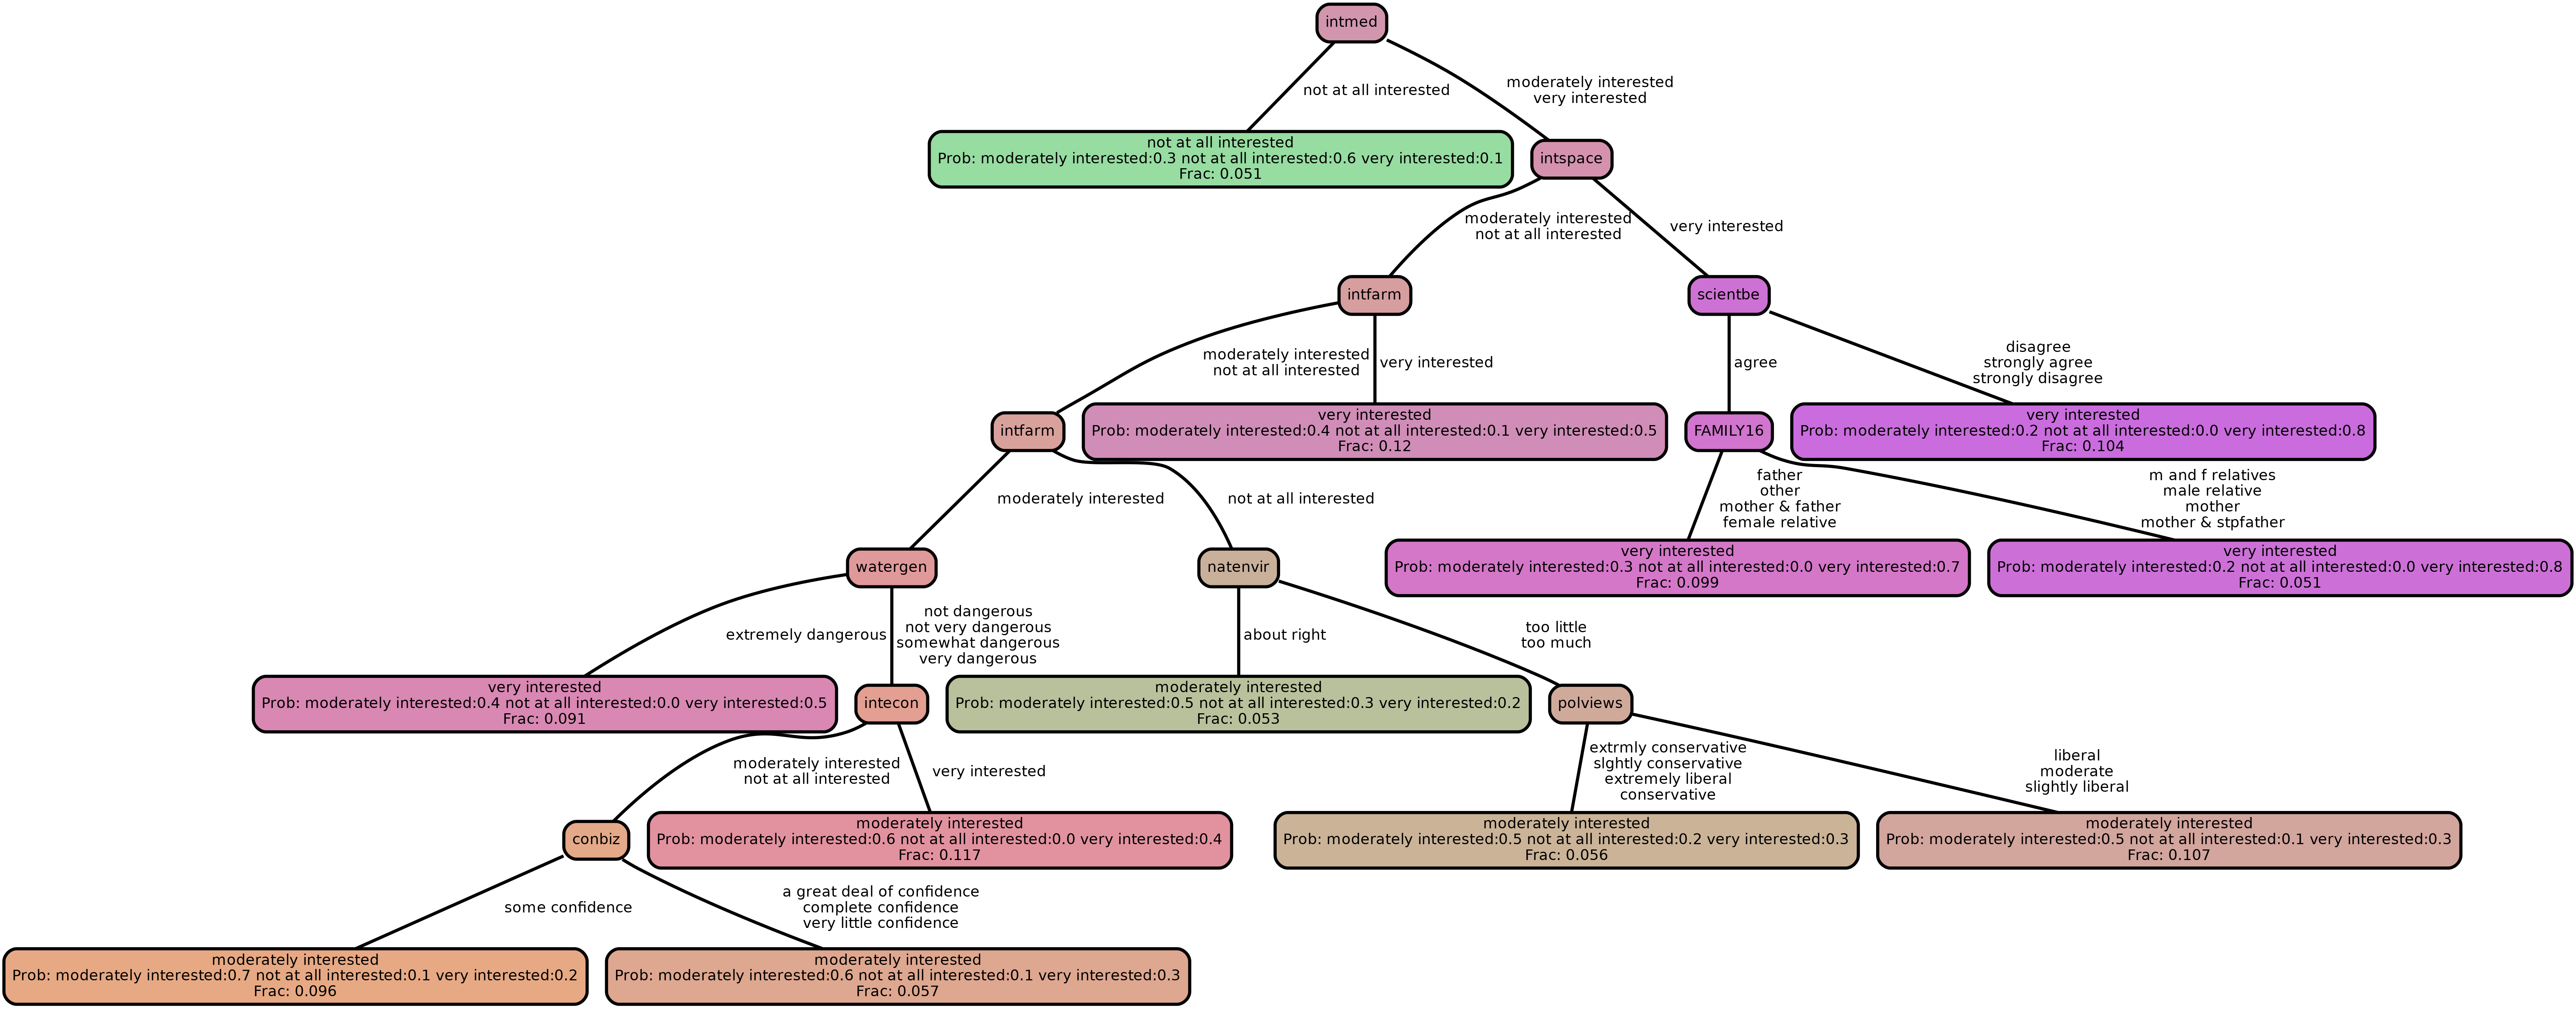 intmed
not at all interested
moderately interested
very interested
not at all interested
Prob: moderately interested:0.3 not at all interested:0.6 very interested:0.1
Frac: 0.051
intspace
moderately interested
not at all interested
very interested
intfarm
scientbe
moderately interested
not at all interested
very interested
agree
disagree
strongly agree
strongly disagree
intfarm
very interested
Prob: moderately interested:0.4 not at all interested:0.1 very interested:0.5
Frac: 0.12
FAMILY16
very interested
Prob: moderately interested:0.2 not at all interested:0.0 very interested:0.8
Frac: 0.104
moderately interested
not at all interested
father
other
mother & father
female relative
m and f relatives
male relative
mother
mother & stpfather
watergen
natenvir
very interested
Prob: moderately interested:0.3 not at all interested:0.0 very interested:0.7
Frac: 0.099
very interested
Prob: moderately interested:0.2 not at all interested:0.0 very interested:0.8
Frac: 0.051
extremely dangerous
not dangerous
not very dangerous
somewhat dangerous
very dangerous
about right
too little
too much
very interested
Prob: moderately interested:0.4 not at all interested:0.0 very interested:0.5
Frac: 0.091
intecon
moderately interested
Prob: moderately interested:0.5 not at all interested:0.3 very interested:0.2
Frac: 0.053
polviews
moderately interested
not at all interested
very interested
extrmly conservative
slghtly conservative
extremely liberal
conservative
liberal
moderate
slightly liberal
conbiz
moderately interested
Prob: moderately interested:0.6 not at all interested:0.0 very interested:0.4
Frac: 0.117
moderately interested
Prob: moderately interested:0.5 not at all interested:0.2 very interested:0.3
Frac: 0.056
moderately interested
Prob: moderately interested:0.5 not at all interested:0.1 very interested:0.3
Frac: 0.107
some confidence
a great deal of confidence
complete confidence
very little confidence
moderately interested
Prob: moderately interested:0.7 not at all interested:0.1 very interested:0.2
Frac: 0.096
moderately interested
Prob: moderately interested:0.6 not at all interested:0.1 very interested:0.3
Frac: 0.057